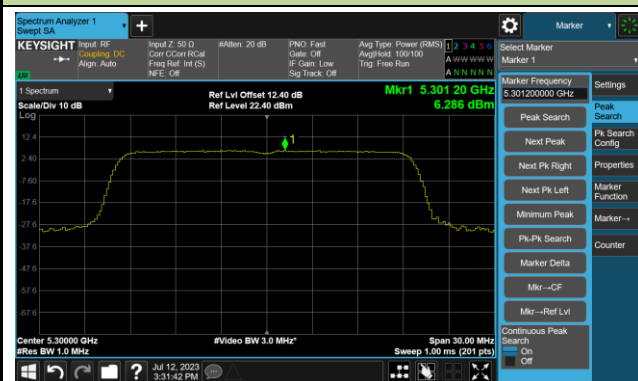 Spectrum Analyzer 1
Swept SA
+
Marker
KEYSIGHT Input: RF
Coupling: DC
Align: Auto
Input Z: 50 Ω
Corr CCorr RCal
Freq Ref: Int (S)
NFE: Off
#Atten: 20 dB
PNO: Fast
Gate: Off
IF Gain: Low
Sig Track: Off
Avg Type: Power (RMS)
Avg|Hold: 100/100
Trig: Free Run
1 2 3 4 5 6
A W W W W W
A N N N N N
Select Marker
Marker 1
LXI
1 Spectrum
Scale/Div 10 dB
Log
Ref Lvl Offset 12.40 dB
Ref Level 22.40 dBm
Mkr1 5.301 20 GHz
6.286 dBm
1
12.4
2.40
-7.60
-17.6
-27.6
-37.6
-47.6
-57.6
-67.6
Center 5.30000 GHz
#Res BW 1.0 MHz
#Video BW 3.0 MHz*
Span 30.00 MHz
Sweep 1.00 ms (201 pts)
Marker Frequency
5.301200000 GHz
Peak Search
Next Peak
Next Pk Right
Next Pk Left
Minimum Peak
Pk-Pk Search
Marker Delta
Mkr→CF
Mkr→Ref Lvl
Continuous Peak
Search
On
Off
Settings
Peak
Search
Pk Search
Config
Properties
Marker
Function
Marker→
Counter
?
Jul 12, 2023
3:31:42 PM